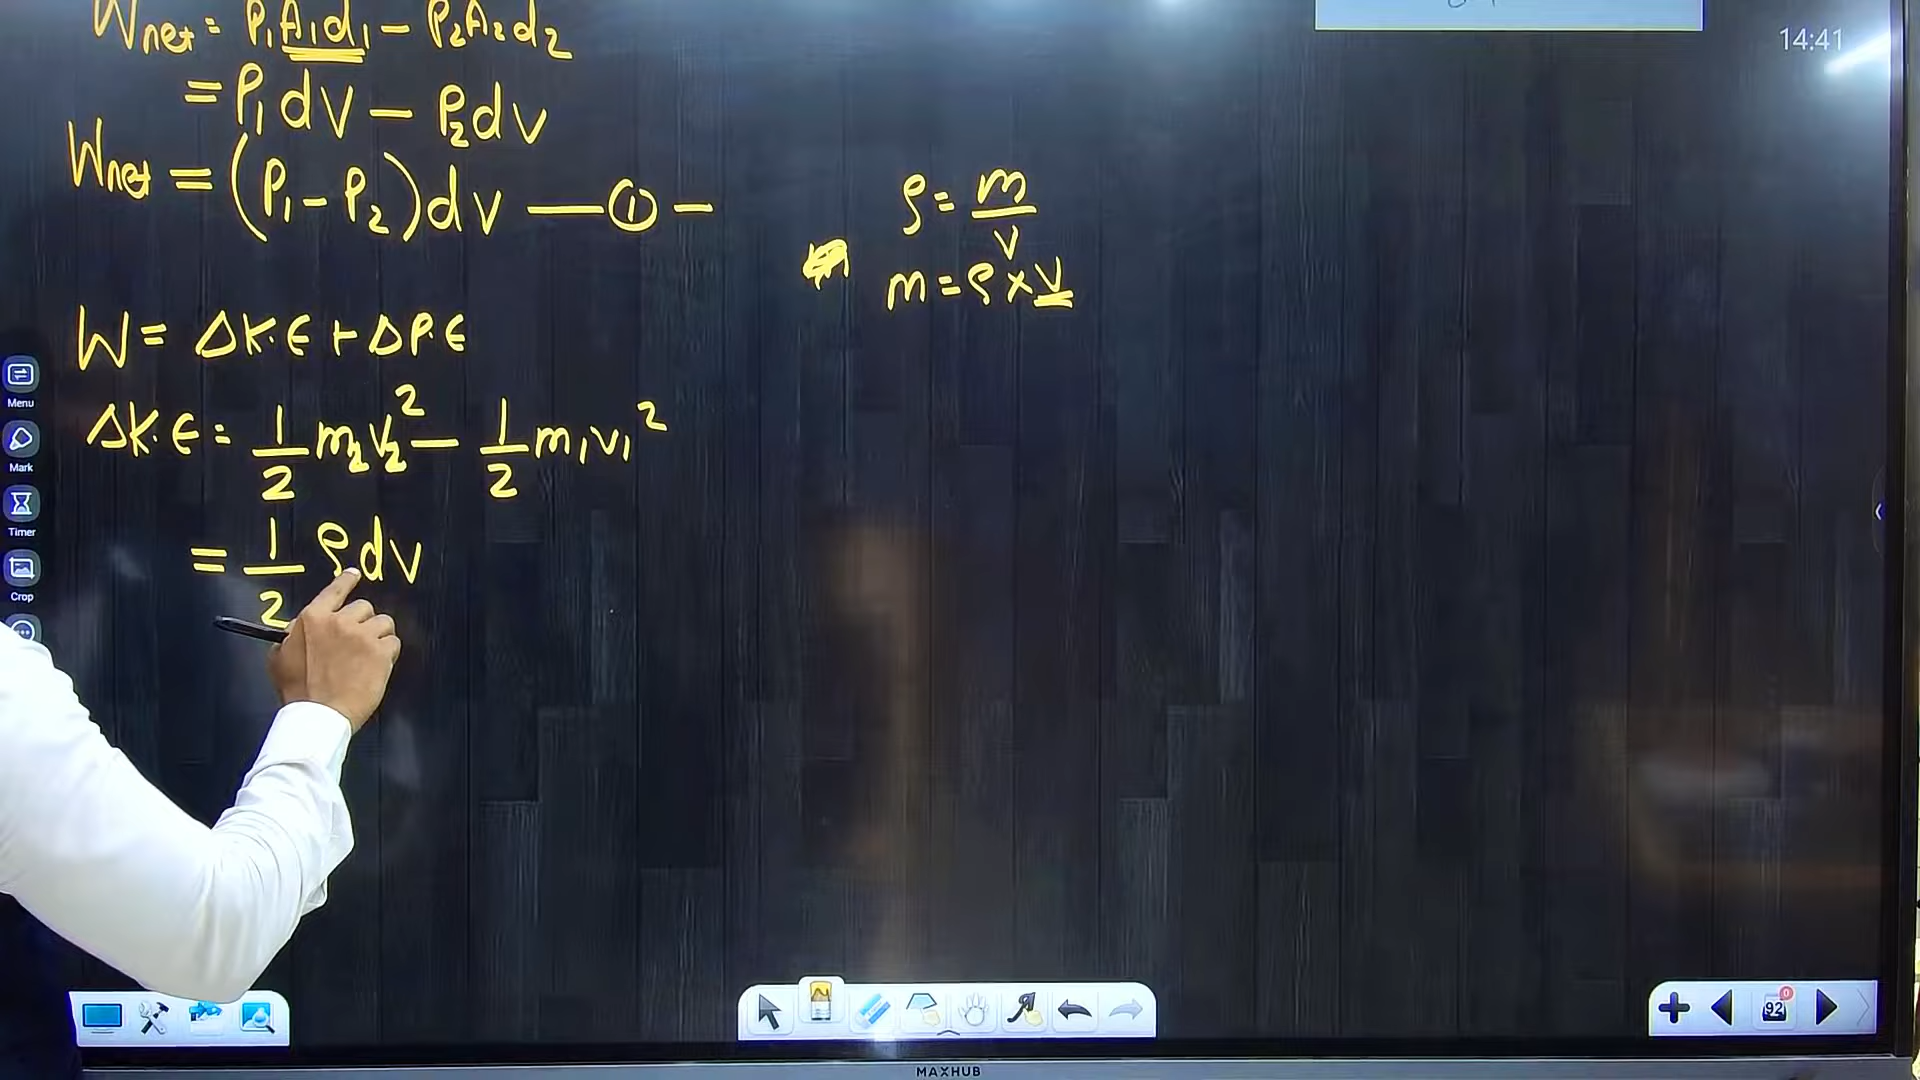 Wnet = P₁A₁d₁ - P₂A₂d₂
= P₁dV - P₂dV
Wnet = (P₁ - P₂)dV — ① -
ρ = m/V
m = ρ × V
W = ΔK.E + ΔP.E
ΔK.E = 1/2 m₂v₂² - 1/2 m₁v₁²
= 1/2 ρdV
14:41
Menu
Mark
Timer
Crop
92
0
MAXHUB